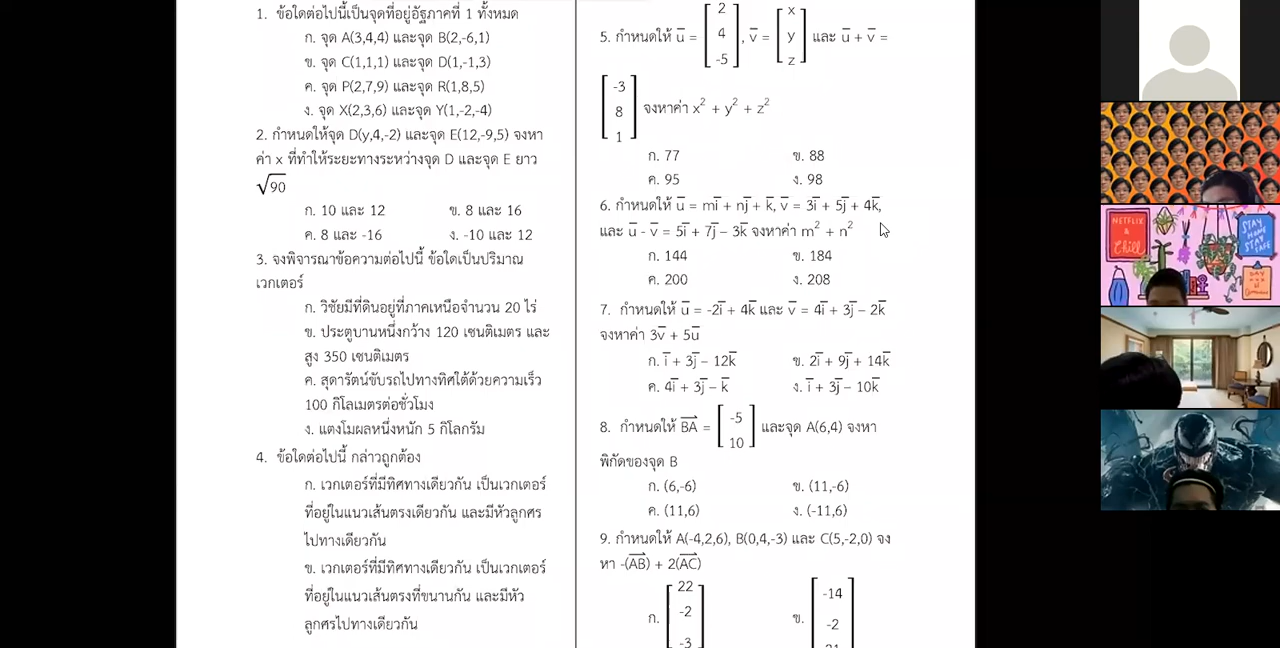 1. ข้อใดต่อไปนี้เป็นจุดที่อยู่อัฐภาคที่ 1 ทั้งหมด
ก. จุด A(3,4,4) และจุด B(2,-6,1)
ข. จุด C(1,1,1) และจุด D(1,-1,3)
ค. จุด P(2,7,9) และจุด R(1,8,5)
ง. จุด X(2,3,6) และจุด Y(1,-2,-4)
2. กำหนดให้จุด D(y,4,-2) และจุด E(12,-9,5) จงหา
ค่า x ที่ทำให้ระยะทางระหว่างจุด D และจุด E ยาว
√90
ก. 10 และ 12 ข. 8 และ 16
ค. 8 และ -16 ง. -10 และ 12
3. จงพิจารณาข้อความต่อไปนี้ ข้อใดเป็นปริมาณ
เวกเตอร์
ก. วิชัยมีที่ดินอยู่ที่ภาคเหนือจำนวน 20 ไร่
ข. ประตูบานหนึ่งกว้าง 120 เซนติเมตร และ
สูง 350 เซนติเมตร
ค. สุดารัตน์ขับรถไปทางทิศใต้ด้วยความเร็ว
100 กิโลเมตรต่อชั่วโมง
ง. แตงโมผลหนึ่งหนัก 5 กิโลกรัม
4. ข้อใดต่อไปนี้ กล่าวถูกต้อง
ก. เวกเตอร์ที่มีทิศทางเดียวกัน เป็นเวกเตอร์
ที่อยู่ในแนวเส้นตรงเดียวกัน และมีหัวลูกศร
ไปทางเดียวกัน
ข. เวกเตอร์ที่มีทิศทางเดียวกัน เป็นเวกเตอร์
ที่อยู่ในแนวเส้นตรงที่ขนานกัน และมีหัว
ลูกศรไปทางเดียวกัน
5. กำหนดให้ u̅ = [2 4 -5], v̅ = [x y z] และ u̅ + v̅ =
[-3 8 1] จงหาค่า x² + y² + z²
ก. 77 ข. 88
ค. 95 ง. 98
6. กำหนดให้ u̅ = mi̅ + nj̅ + k̅, v̅ = 3i̅ + 5j̅ + 4k̅,
และ u̅ - v̅ = 5i̅ + 7j̅ – 3k̅ จงหาค่า m² + n²
ก. 144 ข. 184
ค. 200 ง. 208
7. กำหนดให้ u̅ = -2i̅ + 4k̅ และ v̅ = 4i̅ + 3j̅ – 2k̅
จงหาค่า 3v̅ + 5u̅
ก. i̅ + 3j̅ – 12k̅ ข. 2i̅ + 9j̅ + 14k̅
ค. 4i̅ + 3j̅ – k̅ ง. i̅ + 3j̅ – 10k̅
8. กำหนดให้ BA = [-5 10] และจุด A(6,4) จงหา
พิกัดของจุด B
ก. (6,-6) ข. (11,-6)
ค. (11,6) ง. (-11,6)
9. กำหนดให้ A(-4,2,6), B(0,4,-3) และ C(5,-2,0) จง
หา -(AB) + 2(AC)
ก. [22 -2 -3] ข. [-14 -2
NETFLIX
& Chill
STAY
HOME
STAY
SAFE